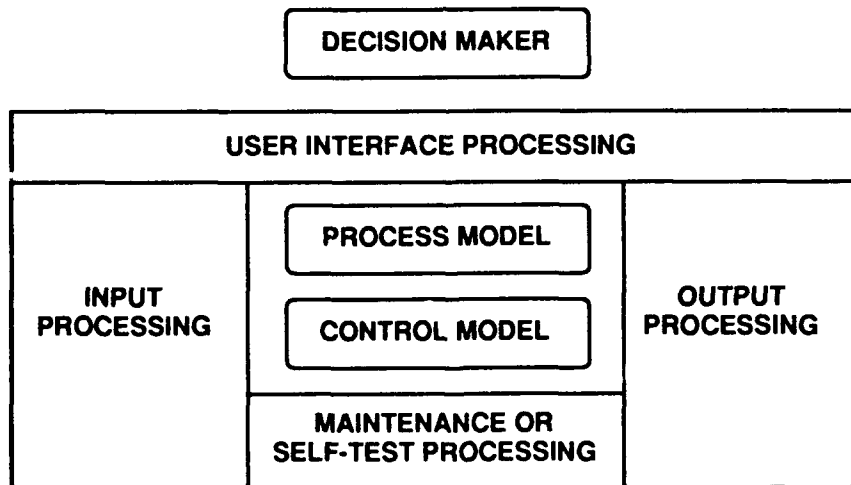 DECISION MAKER
USER INTERFACE PROCESSING
INPUT
PROCESSING
PROCESS MODEL
CONTROL MODEL
OUTPUT
PROCESSING
MAINTENANCE OR
SELF-TEST PROCESSING